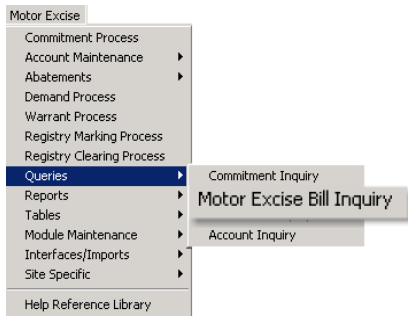 Motor Excise
Commitment Process
Account Maintenance
Abatements
Demand Process
Warrant Process
Registry Marking Process
Registry Clearing Process
Queries
Reports
Tables
Module Maintenance
Interfaces/Imports
Site Specific
Help Reference Library
Commitment Inquiry
Motor Excise Bill Inquiry
Account Inquiry